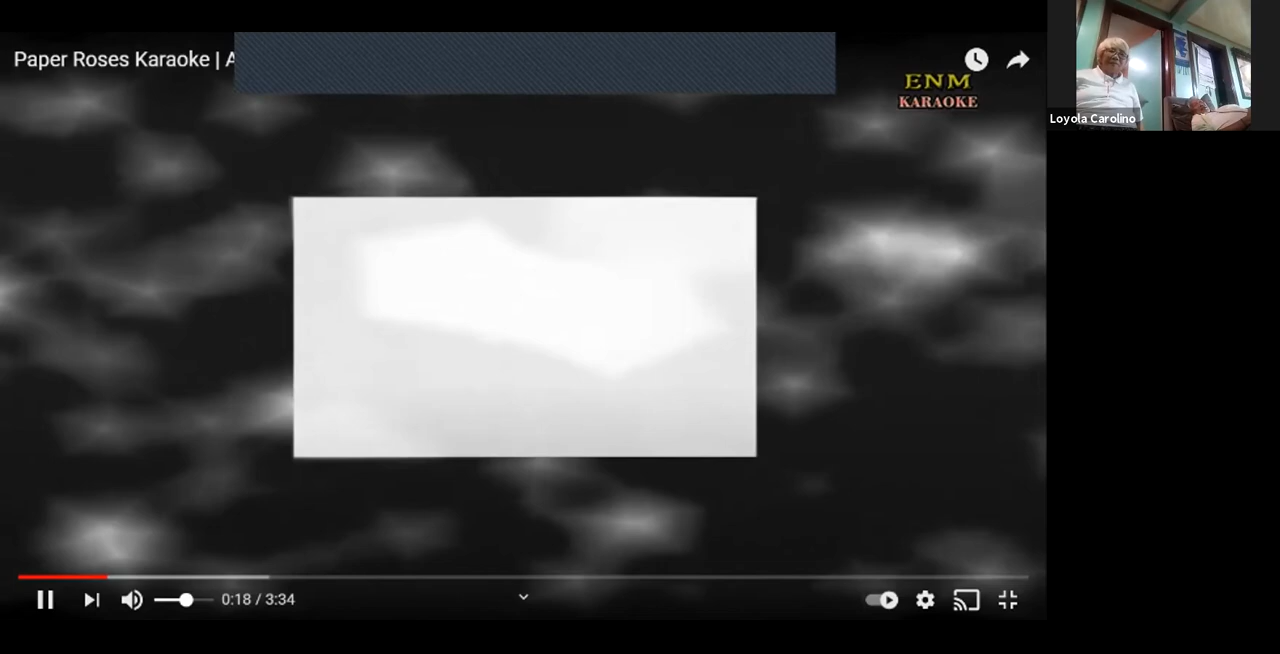 Paper Roses Karaoke | A
ENM
KARAOKE
Loyola Carolino
0:18 / 3:34